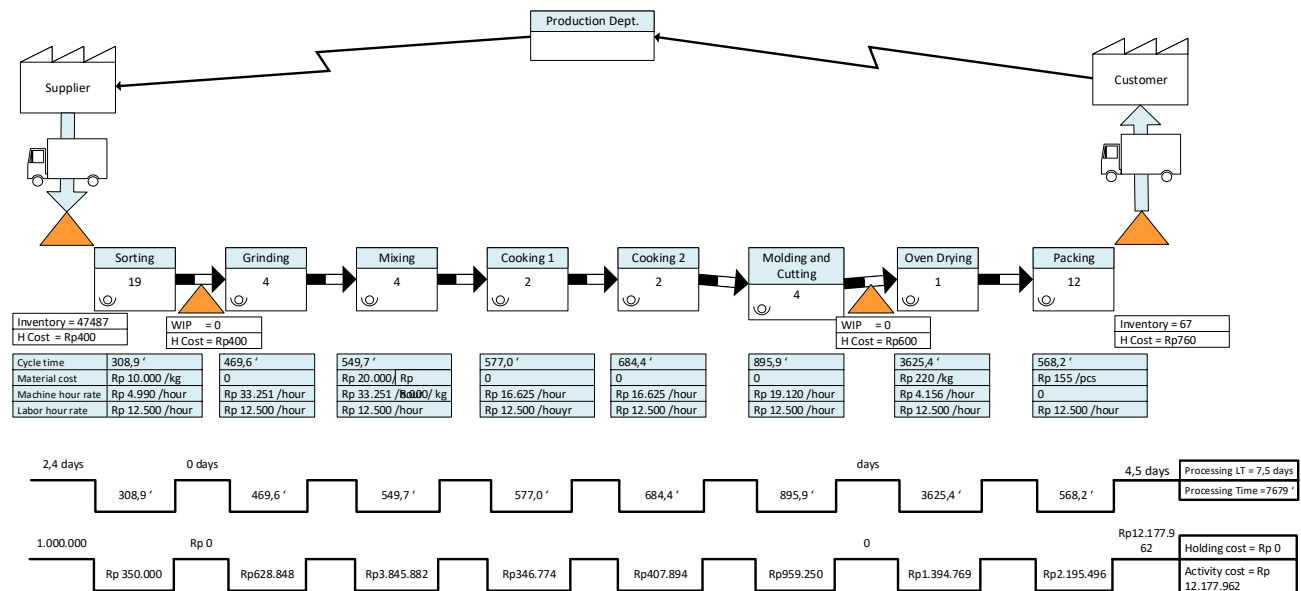 Production Dept.
Supplier
Customer
Sorting
19
Grinding
4
Mixing
4
Cooking 1
2
Cooking 2
2
Molding and
Cutting
4
Oven Drying
1
Packing
12
Inventory = 47487
H Cost = Rp400
WIP = 0
H Cost = Rp400
WIP = 0
H Cost = Rp600
Inventory = 67
H Cost = Rp760
Cycle time 308,9 ‘ 469,6 ‘ 549,7 ‘ 577,0 ‘ 684,4 ‘ 895,9 ‘ 3625,4 ‘ 568,2 ‘
Material cost Rp 10.000 /kg 0 Rp 20.000/ Rp 0 0 0 Rp 220 /kg Rp 155 /pcs
Machine hour rate Rp 4.990 /hour Rp 33.251 /hour Rp 33.251 / / kg Rp 16.625 /hour Rp 16.625 /hour Rp 19.120 /hour Rp 4.156 /hour 0
Labor hour rate Rp 12.500 /hour Rp 12.500 /hour Rp 12.500 /hour Rp 12.500 /houyr Rp 12.500 /hour Rp 12.500 /hour Rp 12.500 /hour Rp 12.500 /hour
2,4 days 0 days days 4,5 days
308,9 ‘ 469,6 ‘ 549,7 ‘ 577,0 ‘ 684,4 ‘ 895,9 ‘ 3625,4 ‘ 568,2 ‘
Processing LT = 7,5 days
Processing Time =7679 ‘
1.000.000 Rp 0 0 Rp12.177.9
62
Rp 350.000 Rp628.848 Rp3.845.882 Rp346.774 Rp407.894 Rp959.250 Rp1.394.769 Rp2.195.496
Holding cost = Rp 0
Activity cost = Rp
12.177.962